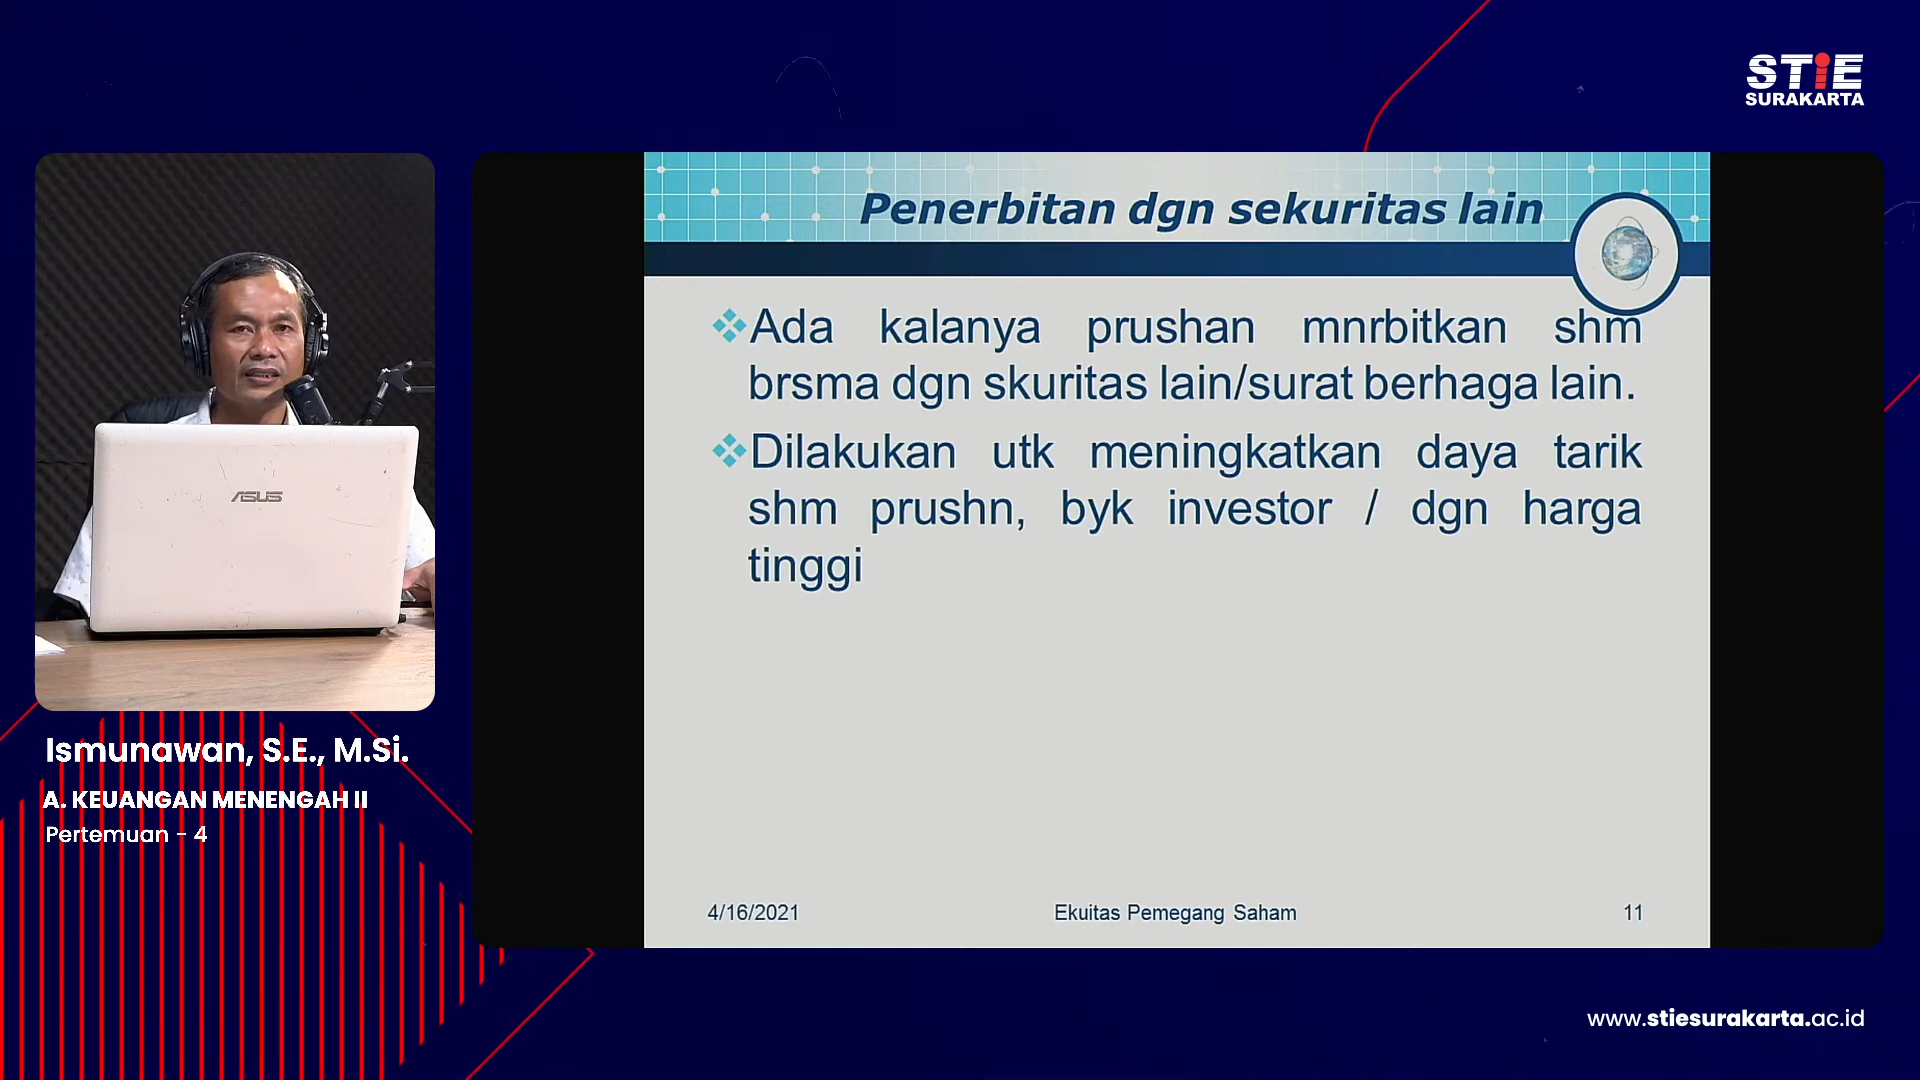 STiE
SURAKARTA
Penerbitan dgn sekuritas lain
Ada kalanya prushan mnrbitkan shm
brsma dgn skuritas lain/surat berhaga lain.
Dilakukan utk meningkatkan daya tarik
shm prushn, byk investor / dgn harga
tinggi
4/16/2021
Ekuitas Pemegang Saham
11
ASUS
Ismunawan, S.E., M.Si.
A. KEUANGAN MENENGAH II
Pertemuan - 4
www.stiesurakarta.ac.id